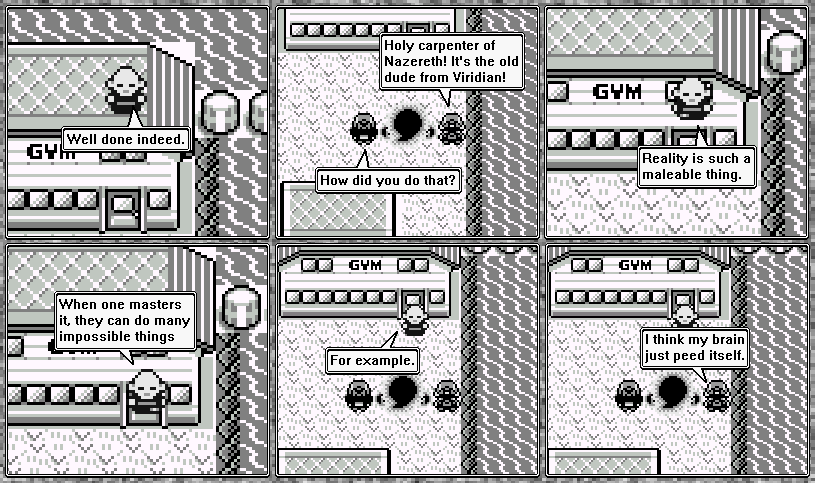 Well done indeed.
GYM
Holy carpenter of
Nazereth! It's the old
dude from Viridian!
How did you do that?
GYM
Reality is such a
maleable thing.
When one masters
it, they can do many
impossible things
GYM
GYM
For example.
GYM
I think my brain
just peed itself.